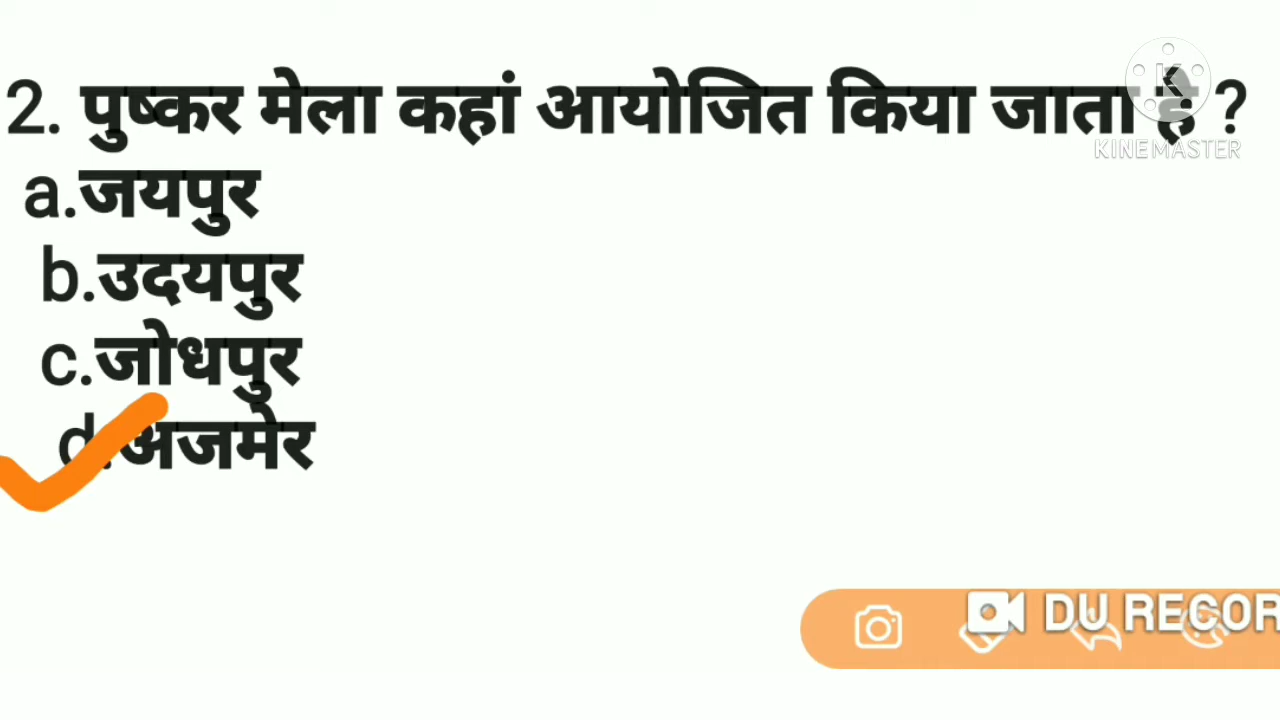 2. पुष्कर मेला कहां आयोजित किया जाता है ?
KINEMASTER
a.जयपुर
b.उदयपुर
c.जोधपुर
d.अजमेर
DU RECOR